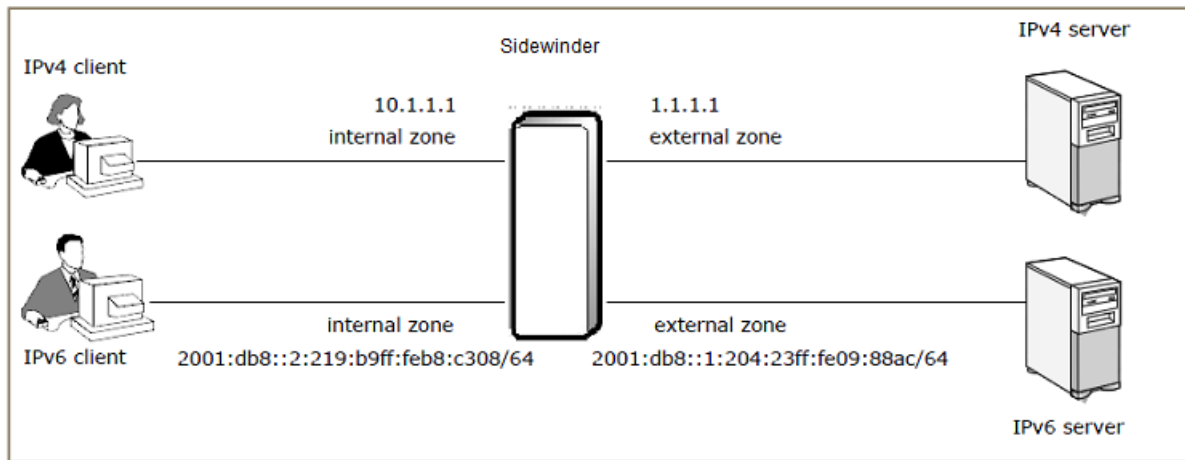 Sidewinder
IPv4 server
IPv4 client
10.1.1.1
1.1.1.1
internal zone
external zone
internal zone
external zone
IPv6 client
2001:db8::2:219:b9ff:feb8:c308/64
2001:db8::1:204:23ff:fe09:88ac/64
IPv6 server